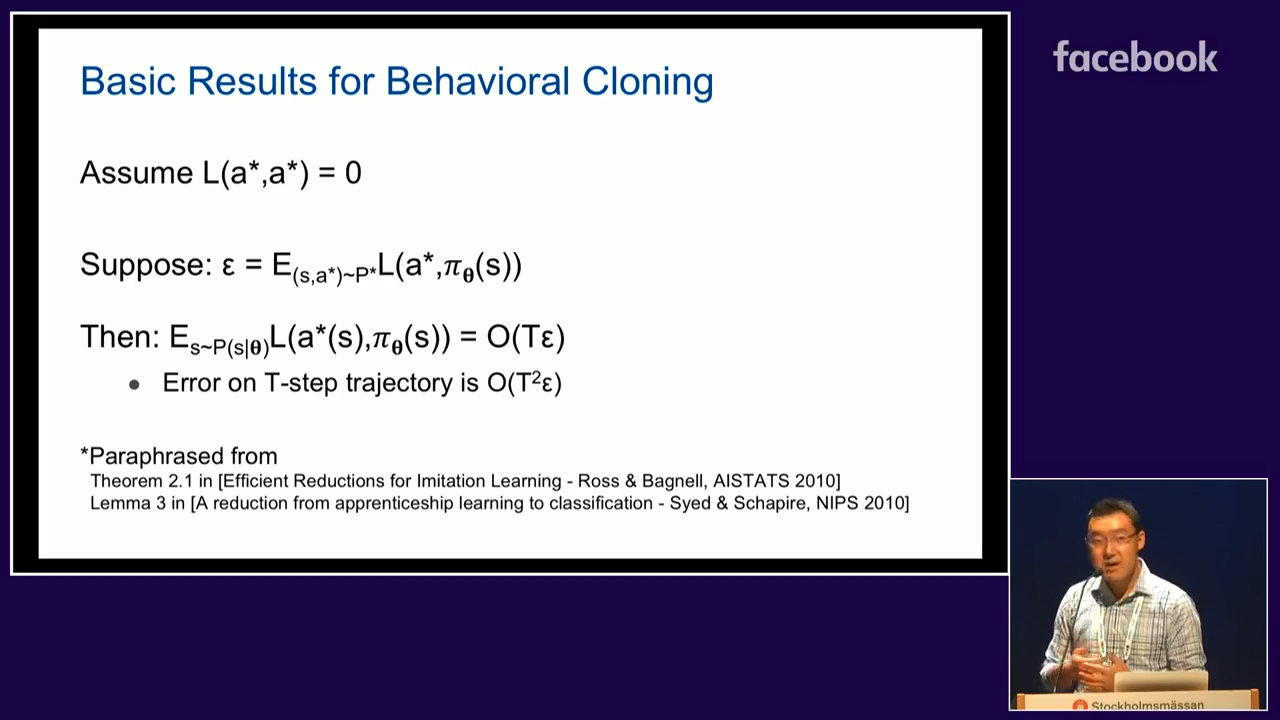 facebook
Basic Results for Behavioral Cloning
Assume L(a*,a*) = 0
Suppose: ε = E(s,a*)~P*L(a*,πθ(s))
Then: Es~P(s|θ)L(a*(s),πθ(s)) = O(Tε)
● Error on T-step trajectory is O(T²ε)
*Paraphrased from
Theorem 2.1 in [Efficient Reductions for Imitation Learning - Ross & Bagnell, AISTATS 2010]
Lemma 3 in [A reduction from apprenticeship learning to classification - Syed & Schapire, NIPS 2010]
Stockholmsmässan